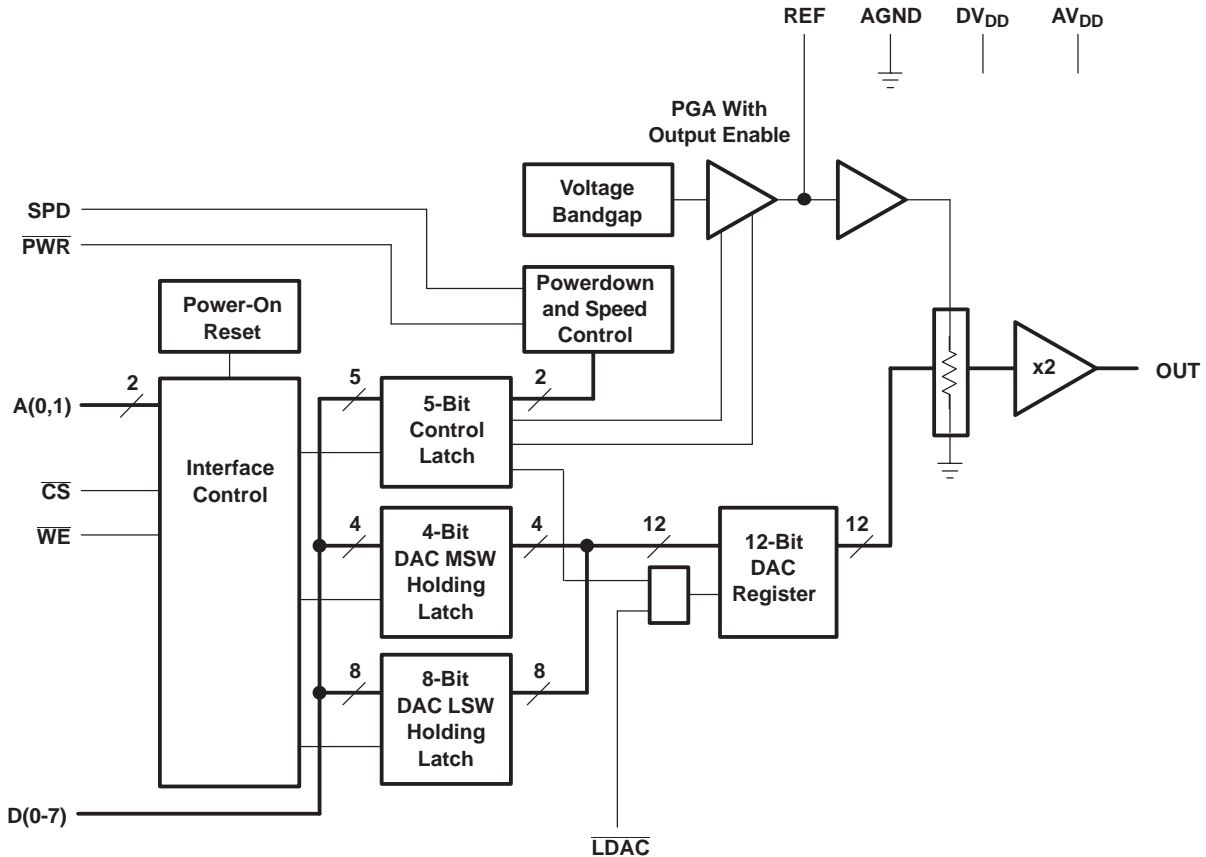 REF AGND DVDD AVDD
PGA With
Output Enable
Voltage
Bandgap
SPD
PWR
Powerdown
and Speed
Control
Power-On
Reset
A(0,1)
2
Interface
Control
CS
WE
5
5-Bit
Control
Latch
2
x2
OUT
4
4-Bit
DAC MSW
Holding
Latch
4
12
12-Bit
DAC
Register
12
8
8-Bit
DAC LSW
Holding
Latch
8
D(0-7)
LDAC